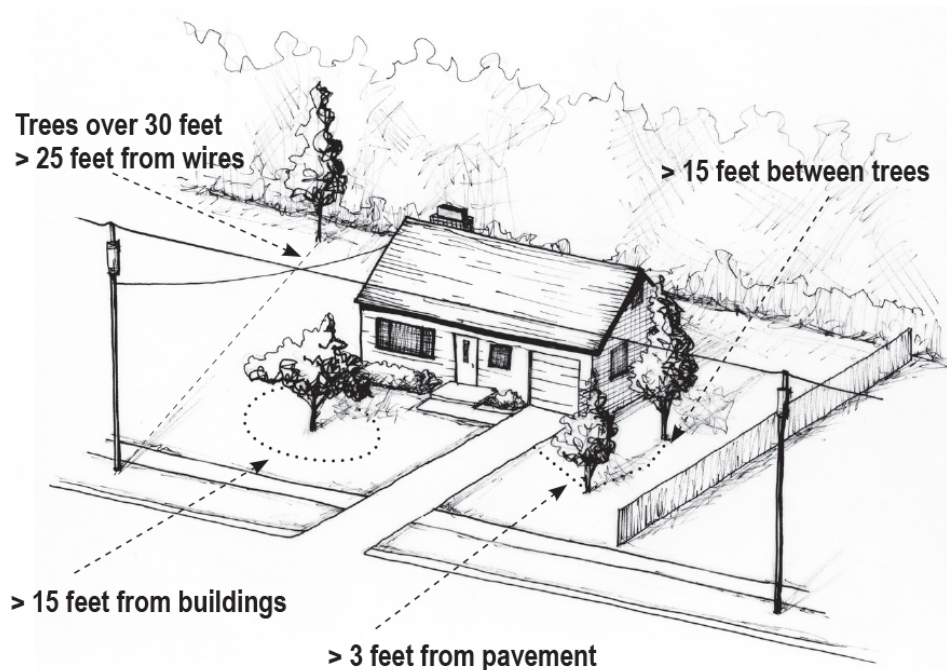 Trees over 30 feet
> 25 feet from wires
> 15 feet between trees
> 15 feet from buildings
> 3 feet from pavement